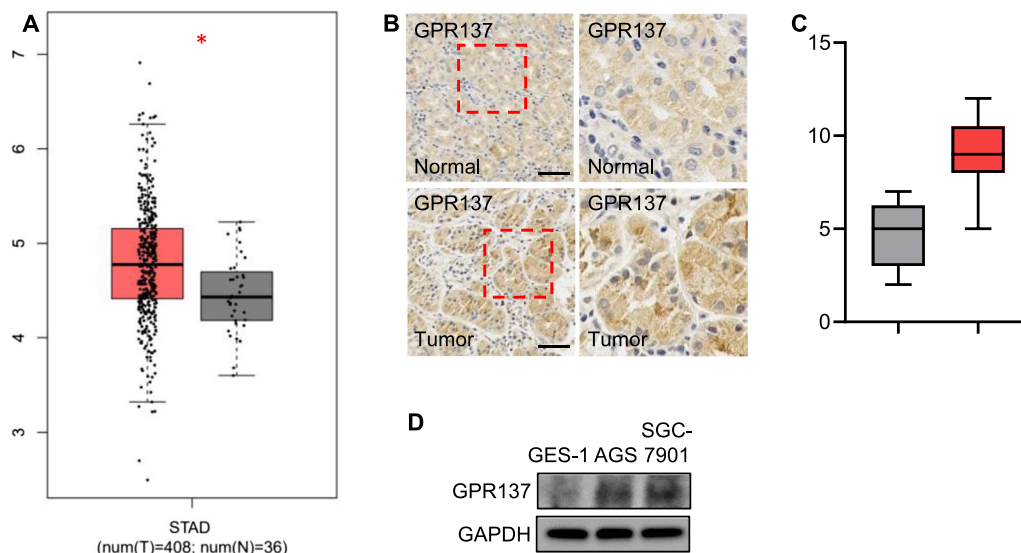 A
*
7
6
5
4
3
STAD
(num(T)=408; num(N)=36)
B
GPR137
GPR137
Normal
Normal
GPR137
GPR137
Tumor
Tumor
C
15
10
5
0
D
GES-1 AGS SGC-7901
GPR137
GAPDH